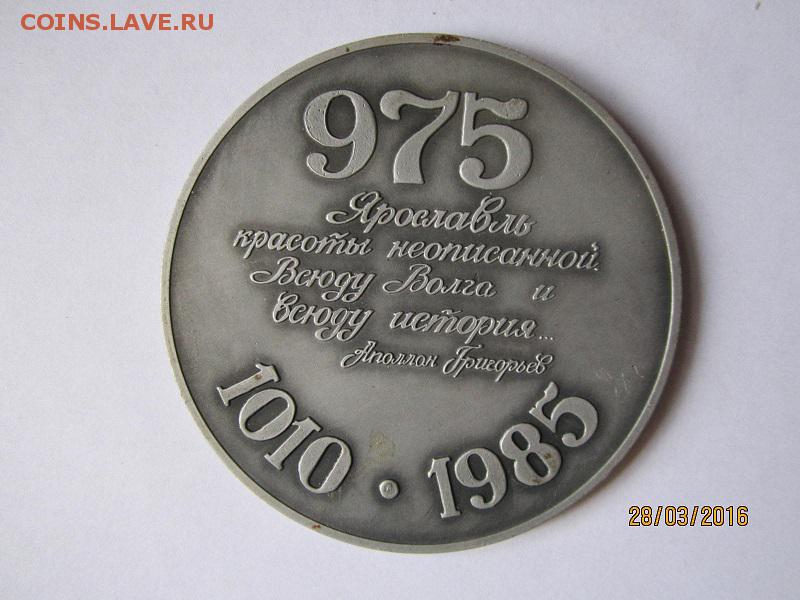 COINS.LAVE.RU
975
Ярославль
красоты неописанной.
Всюду Волга и
всюду история...
Аполлон Григорьев
1010 • 1985
28/03/2016